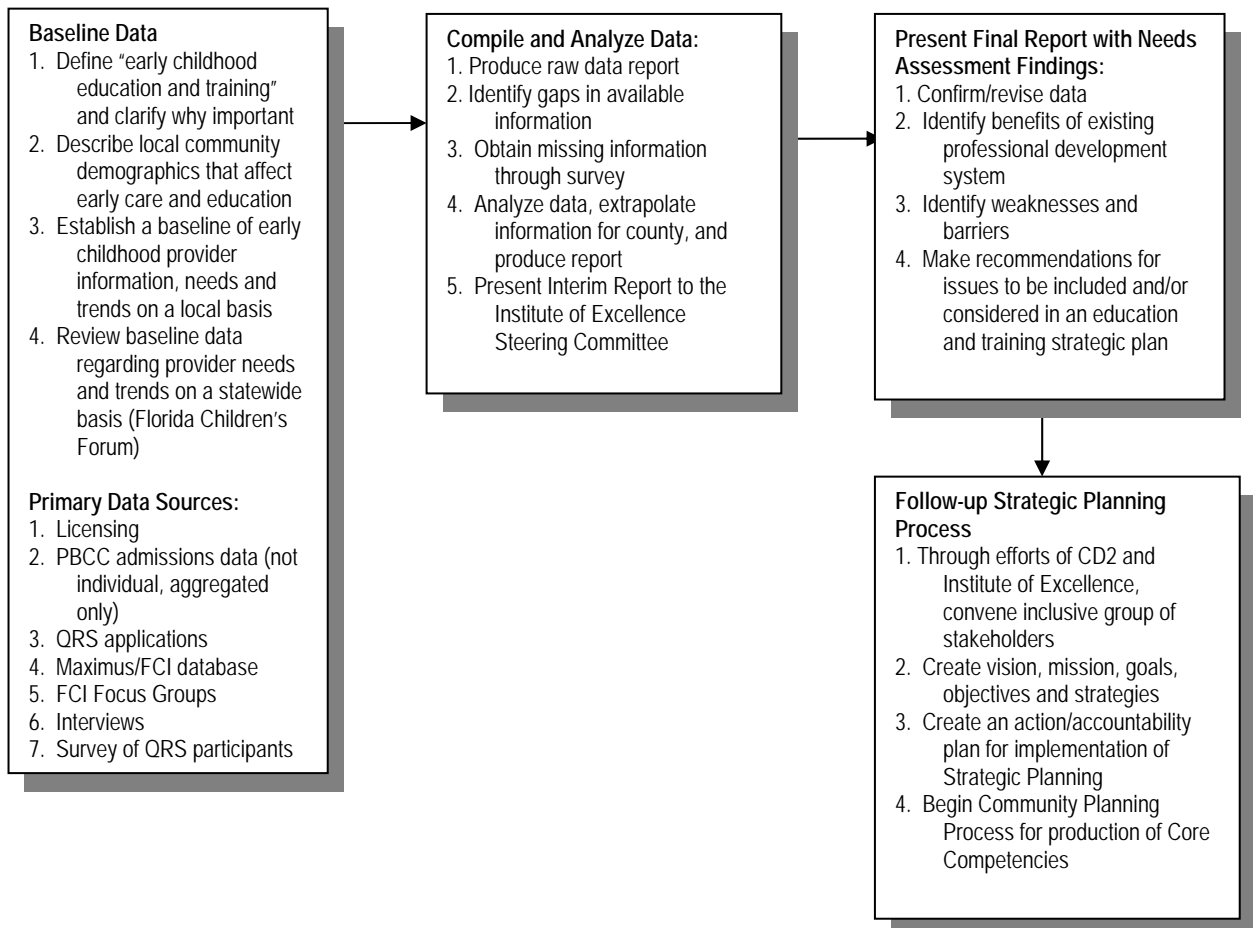 Baseline Data
1. Define "early childhood
education and training"
and clarify why important
2. Describe local community
demographics that affect
early care and education
3. Establish a baseline of early
childhood provider
information, needs and
trends on a local basis
4. Review baseline data
regarding provider needs
and trends on a statewide
basis (Florida Children's
Forum)
Primary Data Sources:
1. Licensing
2. PBCC admissions data (not
individual, aggregated
only)
3. QRS applications
4. Maximus/FCI database
5. FCI Focus Groups
6. Interviews
7. Survey of QRS participants
Compile and Analyze Data:
1. Produce raw data report
2. Identify gaps in available
information
3. Obtain missing information
through survey
4. Analyze data, extrapolate
information for county, and
produce report
5. Present Interim Report to the
Institute of Excellence
Steering Committee
Present Final Report with Needs
Assessment Findings:
1. Confirm/revise data
2. Identify benefits of existing
professional development
system
3. Identify weaknesses and
barriers
4. Make recommendations for
issues to be included and/or
considered in an education
and training strategic plan
Follow-up Strategic Planning
Process
1. Through efforts of CD2 and
Institute of Excellence,
convene inclusive group of
stakeholders
2. Create vision, mission, goals,
objectives and strategies
3. Create an action/accountability
plan for implementation of
Strategic Planning
4. Begin Community Planning
Process for production of Core
Competencies